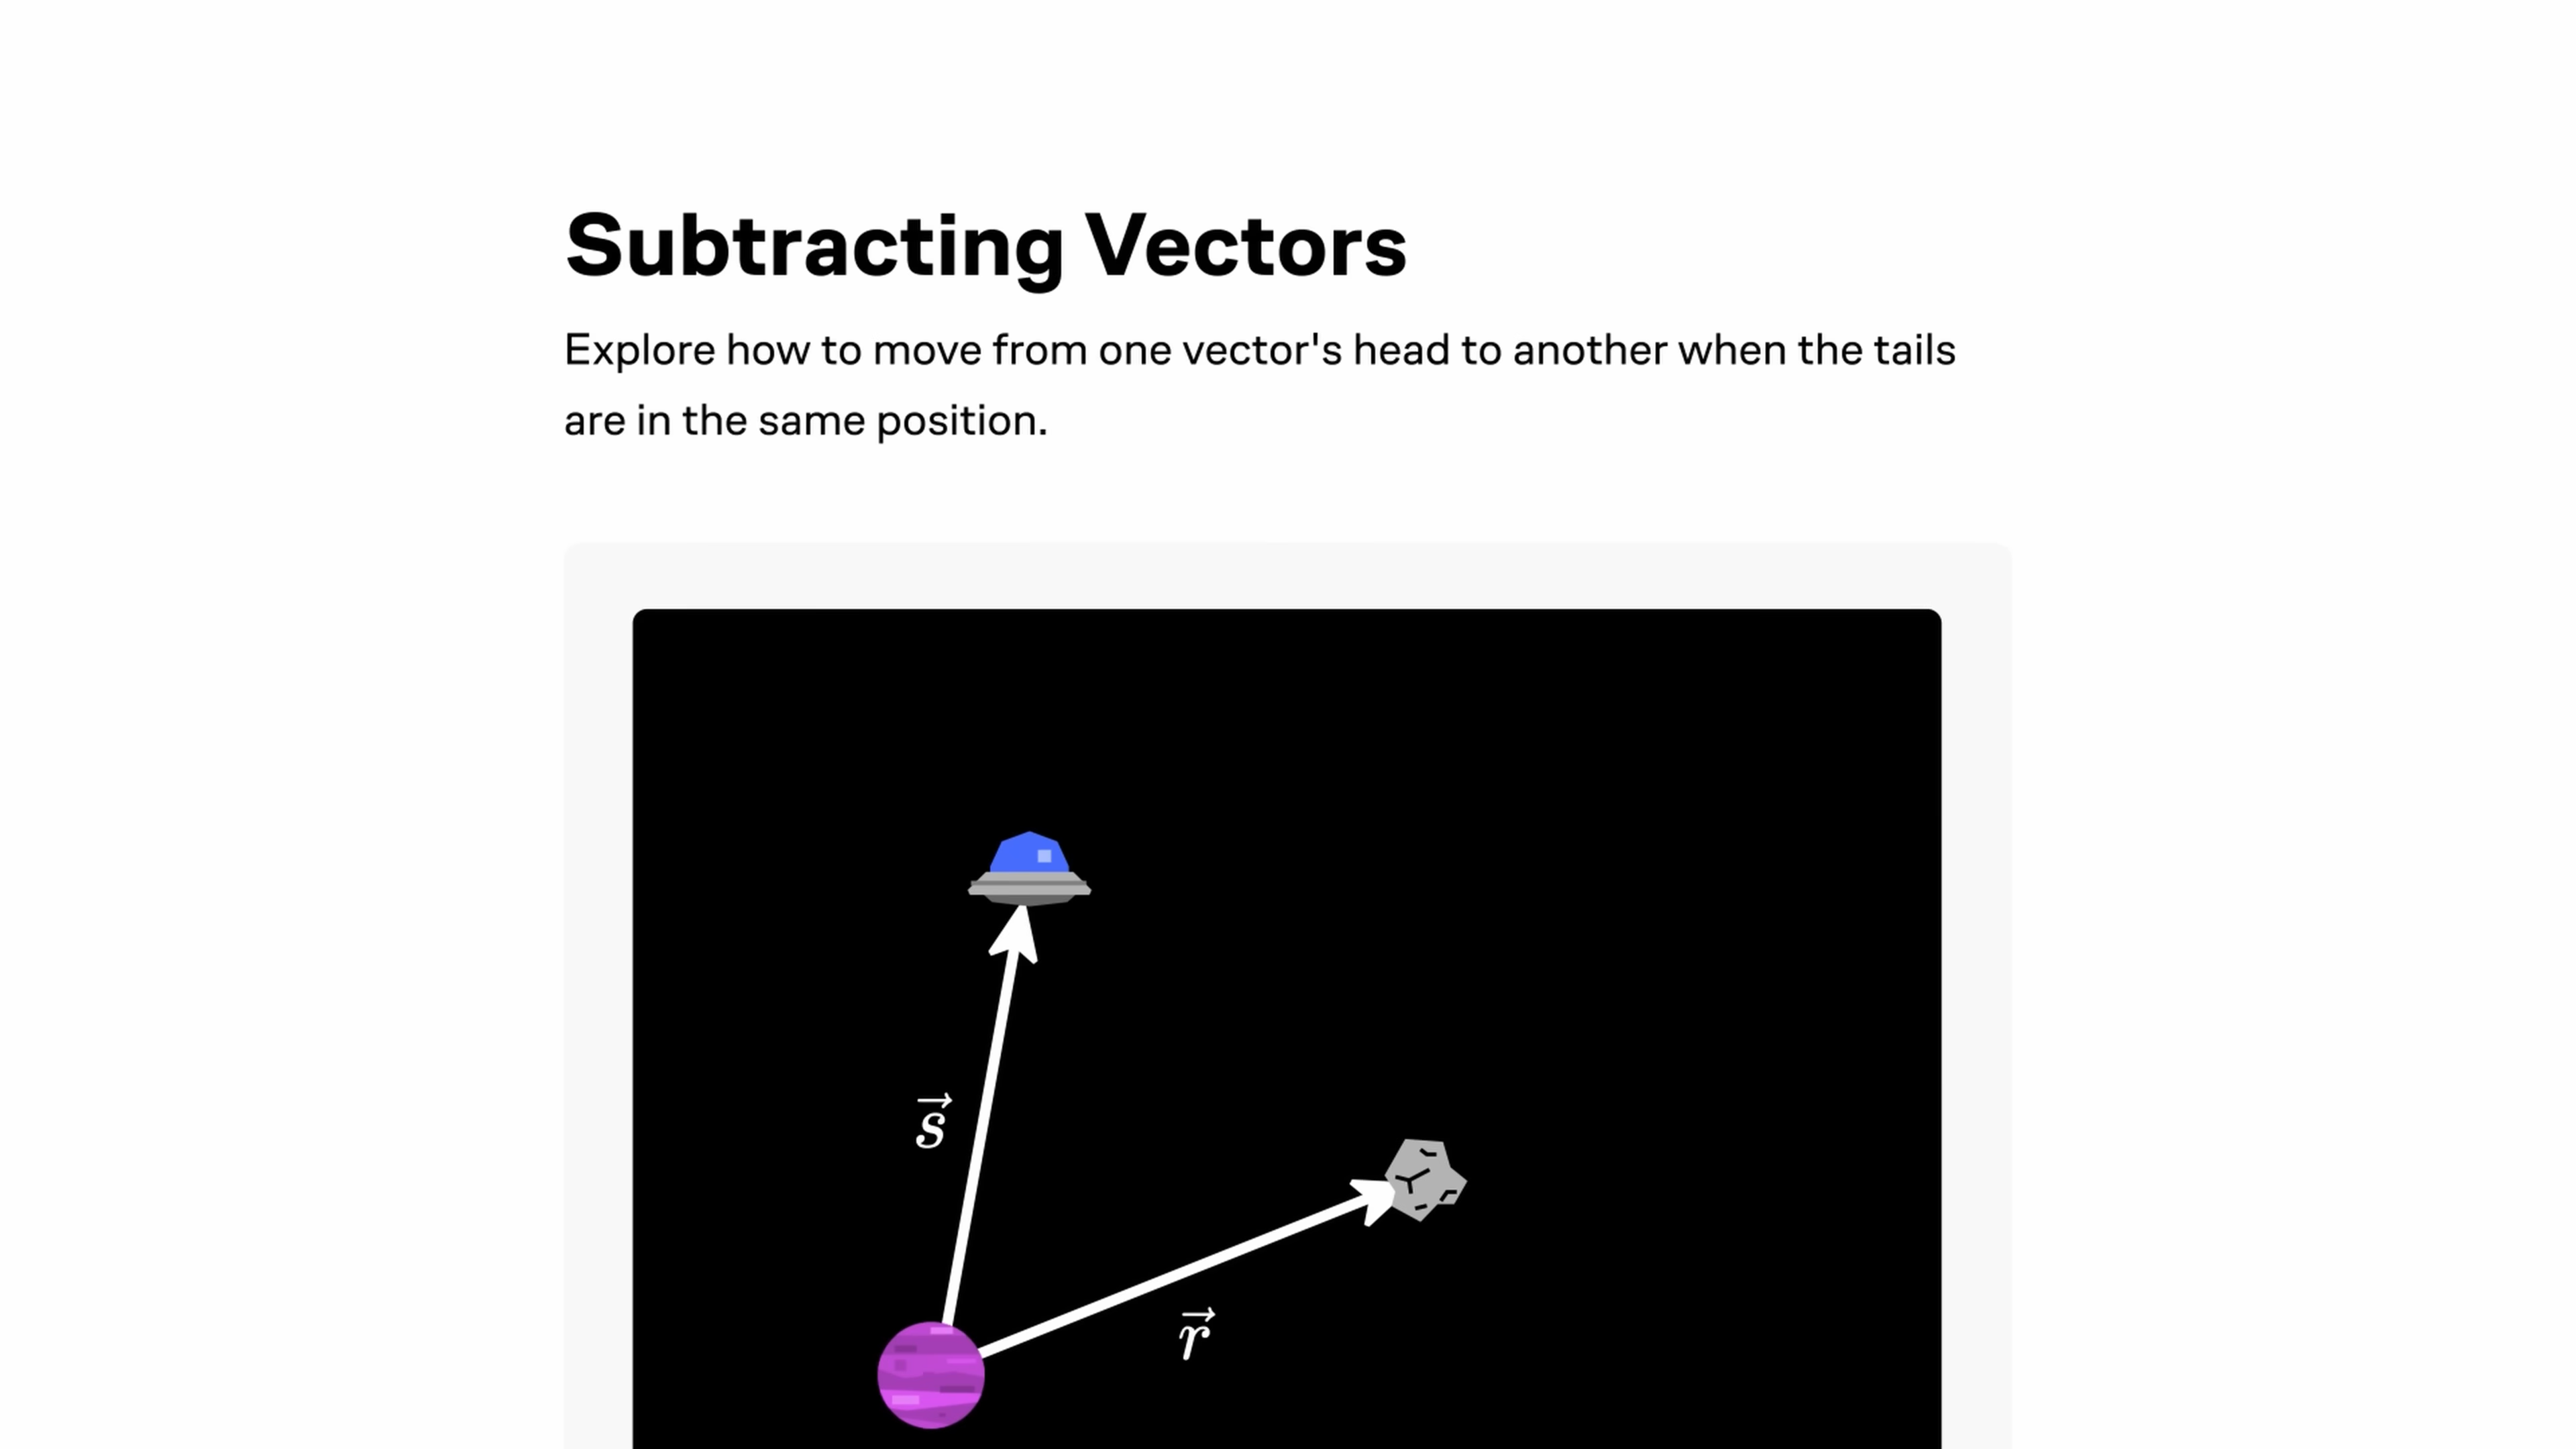 Subtracting Vectors
Explore how to move from one vector's head to another when the tails
are in the same position.
s⃗
r⃗